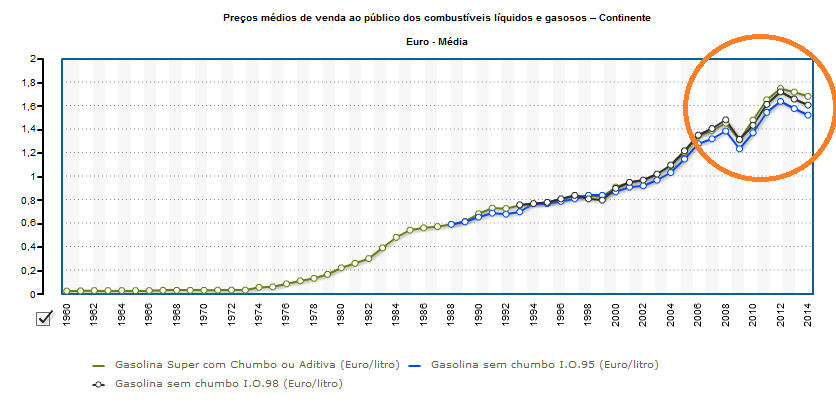 Preços médios de venda ao público dos combustíveis líquidos e gasosos – Continente
Euro - Média
2
1,8
1,6
1,4
1,2
1
0,8
0,6
0,4
0,2
0
1960 1962 1964 1966 1968 1970 1972 1974 1976 1978 1980 1982 1984 1986 1988 1990 1992 1994 1996 1998 2000 2002 2004 2006 2008 2010 2012 2014
Gasolina Super com Chumbo ou Aditiva (Euro/litro) Gasolina sem chumbo I.O.95 (Euro/litro)
Gasolina sem chumbo I.O.98 (Euro/litro)